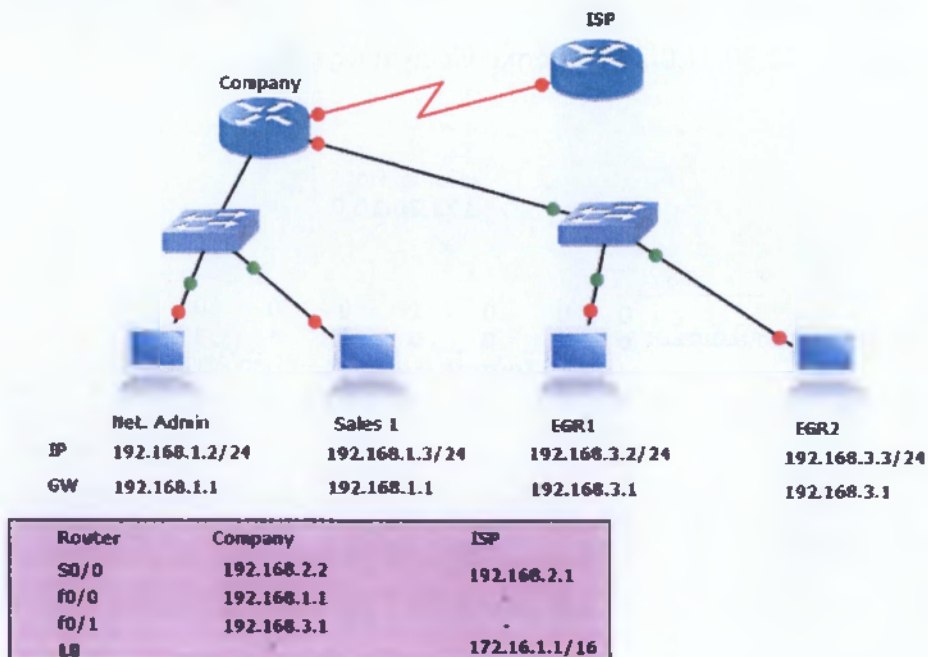 ISP
Company
Net. Admin Sales 1 EGR1 EGR2
IP 192.168.1.2/24 192.168.1.3/24 192.168.3.2/24 192.168.3.3/24
GW 192.168.1.1 192.168.1.1 192.168.3.1 192.168.3.1
Router Company ISP
S0/0 192.168.2.2 192.168.2.1
f0/0 192.168.1.1 -
f0/1 192.168.3.1 -
L0 - 172.16.1.1/16